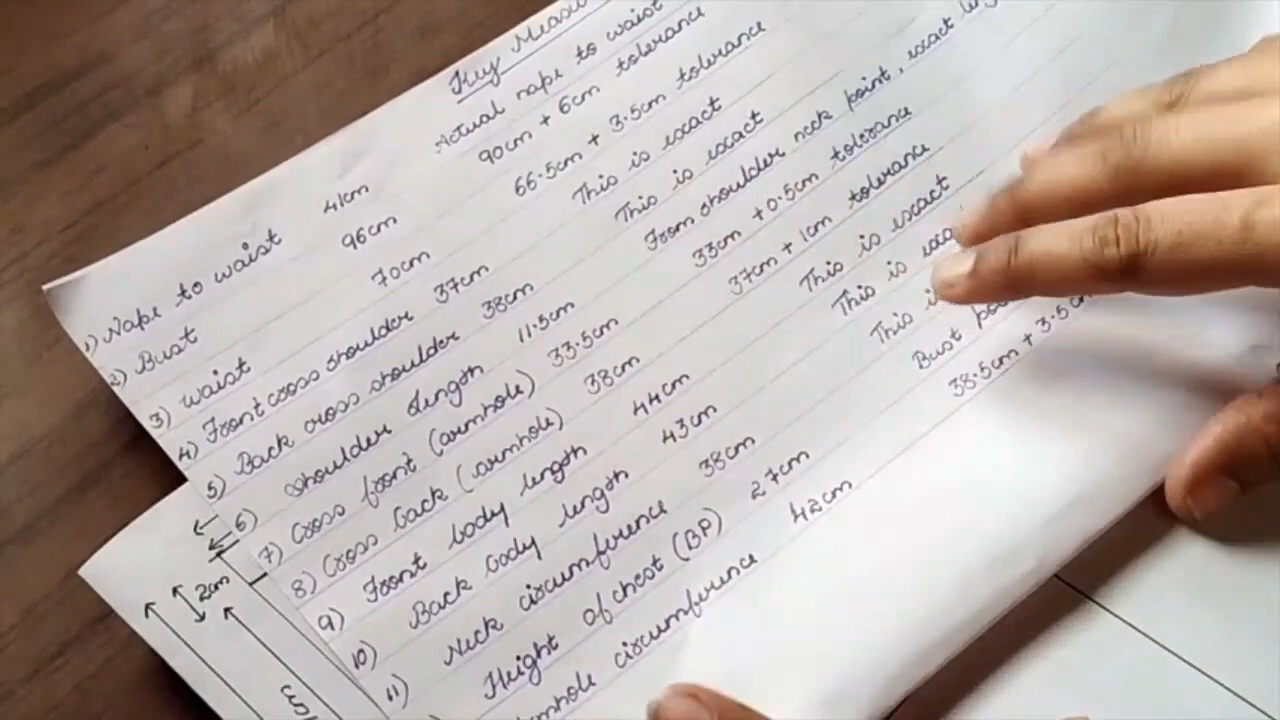 Key Measu
1) Nape to waist 41cm Actual nape to waist
2) Bust 96cm 90cm + 6cm tolerance
3) Waist 70cm 66.5cm + 3.5cm tolerance
4) Front cross shoulder 37cm This is exact
5) Back cross shoulder 38cm This is exact
6) shoulder length 11.5cm From shoulder neck point, exact
7) Cross front (armhole) 33.5cm 33cm +0.5cm tolerance
8) Cross back (armhole) 38cm 37cm + 1cm tolerance
9) Front body length 44cm This is exact
10) Back body length 43cm This is
11) Neck circumference 38cm This
Height of chest (BP) 27cm Bust
circumference 42cm 38.5cm + 3.5c
2cm